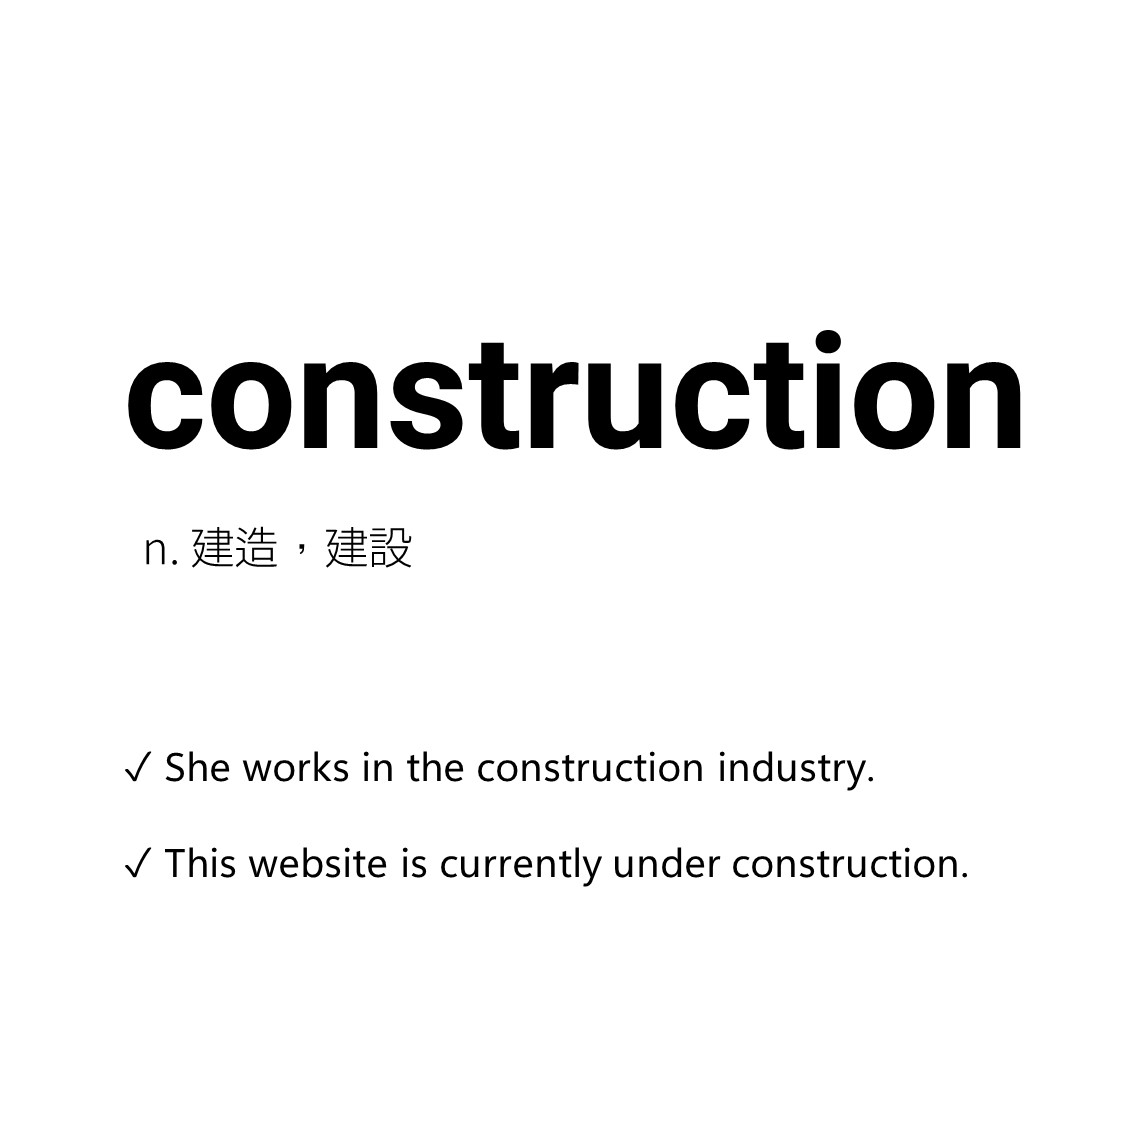 construction
n. 建造，建設
✓ She works in the construction industry.
✓ This website is currently under construction.